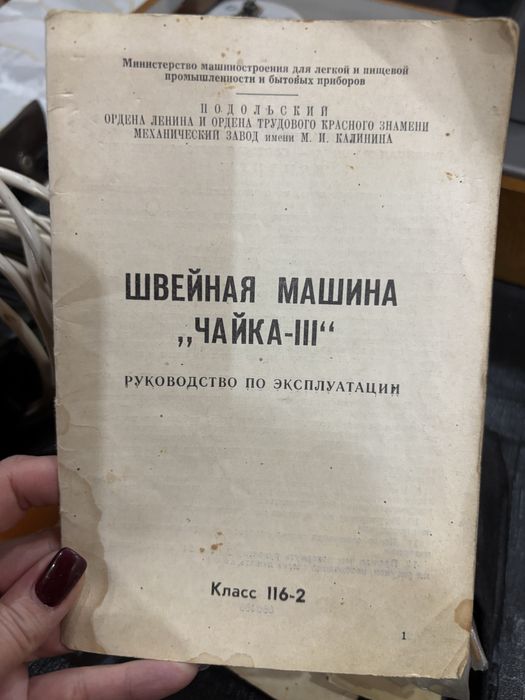 Министерство машиностроения для легкой и пищевой
промышленности и бытовых приборов
ПОДОЛЬСКИЙ
ОРДЕНА ЛЕНИНА И ОРДЕНА ТРУДОВОГО КРАСНОГО ЗНАМЕНИ
МЕХАНИЧЕСКИЙ ЗАВОД имени М. И. КАЛИНИНА
ШВЕЙНАЯ МАШИНА
„ЧАЙКА-III“
РУКОВОДСТВО ПО ЭКСПЛУАТАЦИИ
Класс 116-2
1